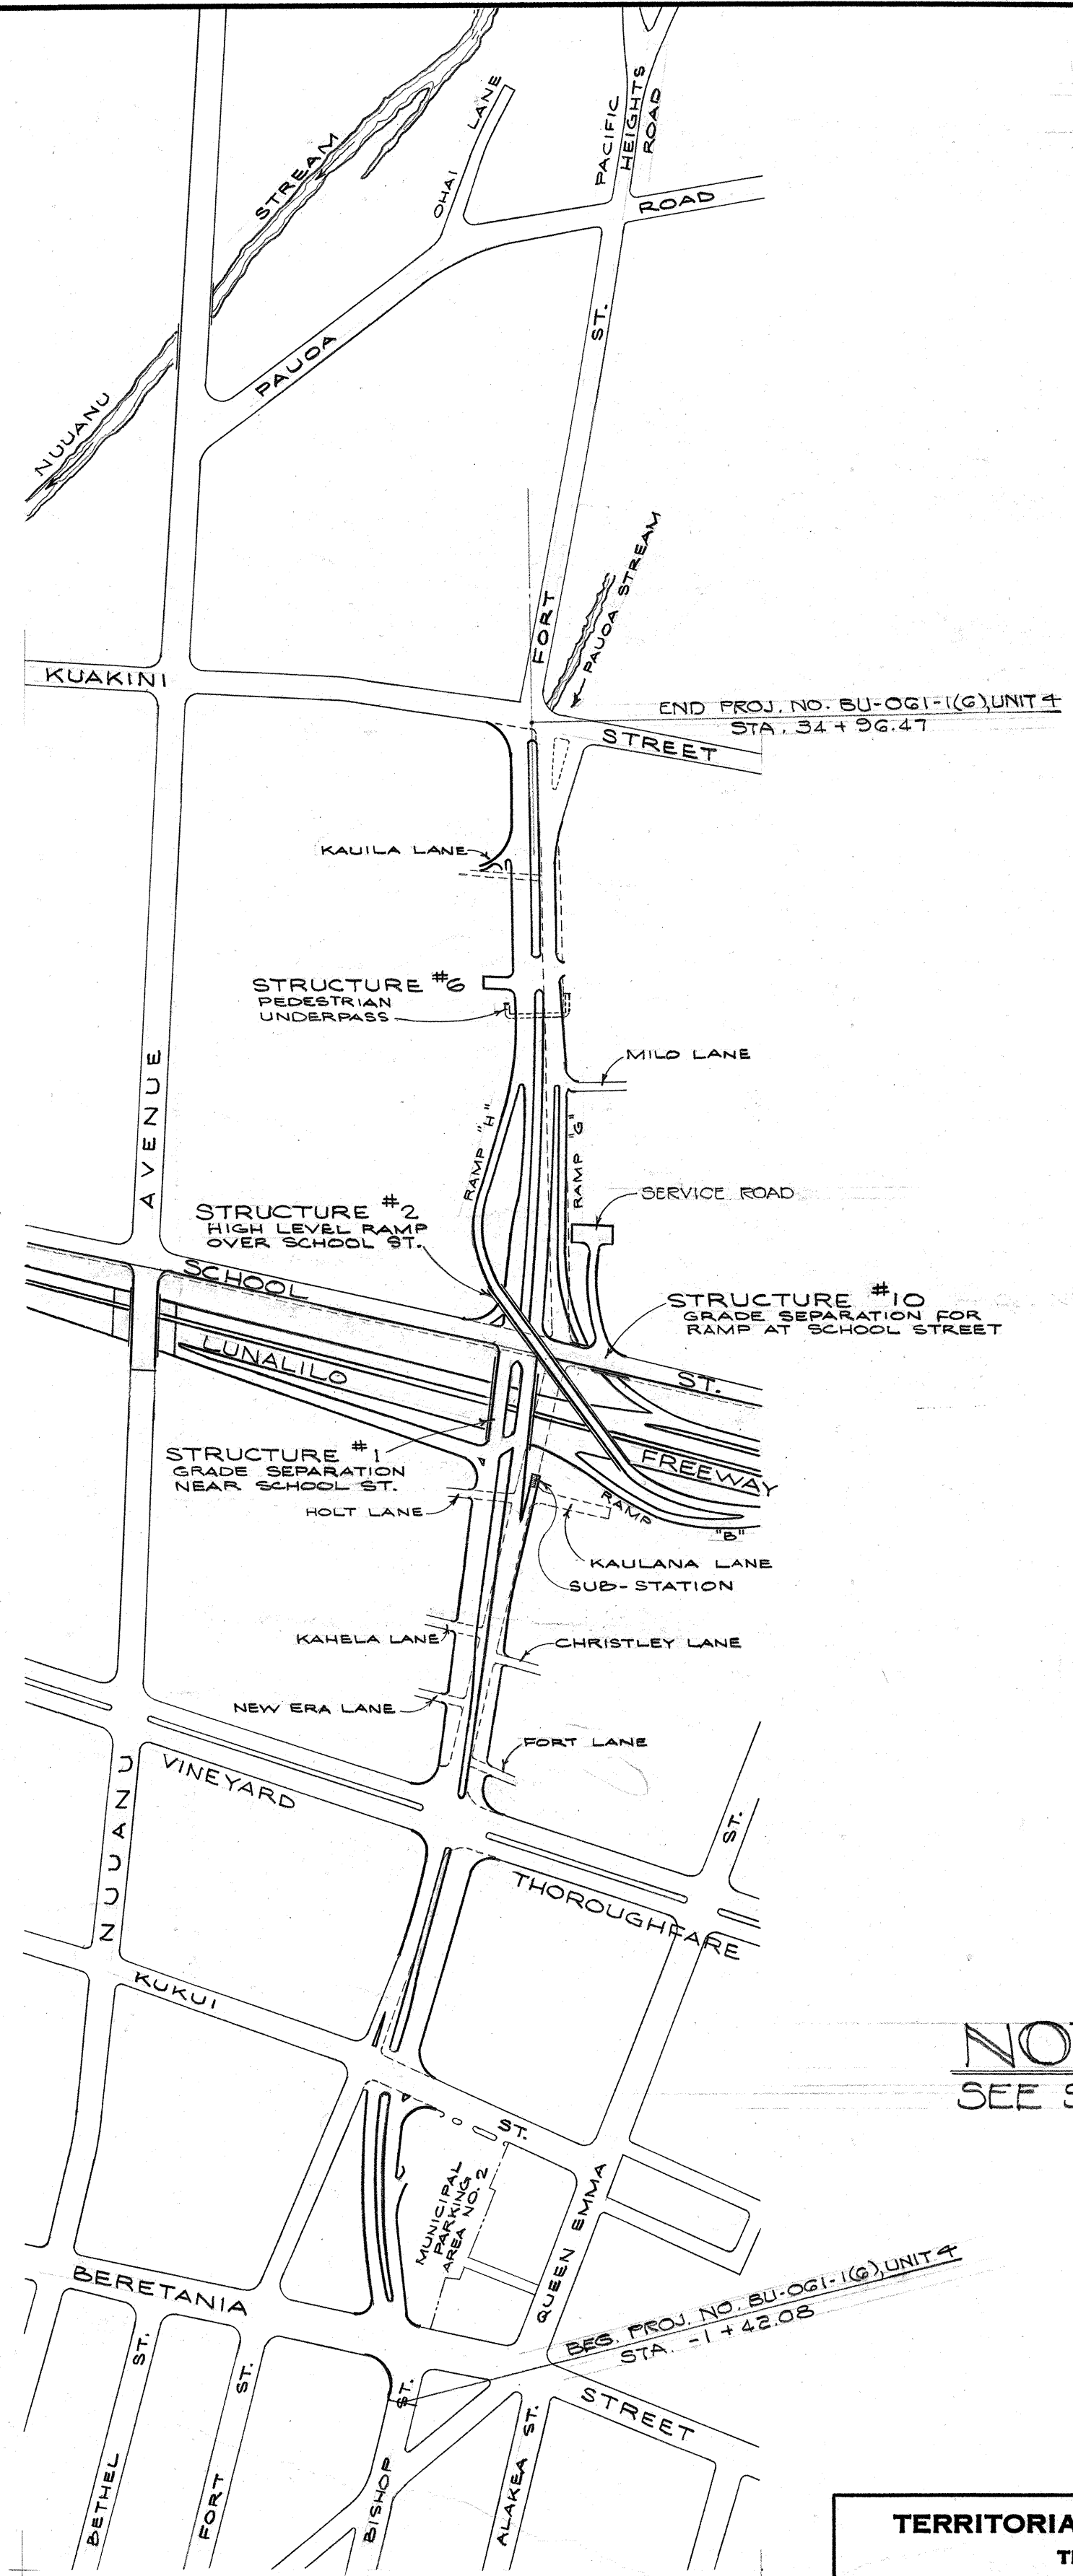 STREAM
OHAI LANE
PACIFIC
HEIGHTS
ROAD
ROAD
ST.
PAUOA
NUUANU
PAUOA STREAM
FORT
KUAKINI
END PROJ. NO. BU-061-1(6), UNIT 4
STA. 34 + 96.47
STREET
KAUILA LANE
STRUCTURE #6
PEDESTRIAN
UNDERPASS
MILO LANE
AVENUE
RAMP "H"
RAMP "G"
SERVICE ROAD
STRUCTURE #2
HIGH LEVEL RAMP
OVER SCHOOL ST.
SCHOOL
STRUCTURE #10
GRADE SEPARATION FOR
RAMP AT SCHOOL STREET
LUNALILO
ST.
STRUCTURE #1
GRADE SEPARATION
NEAR SCHOOL ST.
FREEWAY
HOLT LANE
RAMP "B"
KAULANA LANE
SUB-STATION
KAHELA LANE
CHRISTLEY LANE
NEW ERA LANE
FORT LANE
VINEYARD
ST.
NUUANU
THOROUGHFARE
KUKUI
NO
SEE S
ST.
MUNICIPAL
PARKING
AREA NO. 2
QUEEN EMMA
BERETANIA
BEG. PROJ. NO. BU-061-1(6), UNIT 4
STA. -1 + 42.08
ST.
ST.
ST.
STREET
ST.
BETHEL
FORT
BISHOP
ALAKEA
TERRITORIA
T